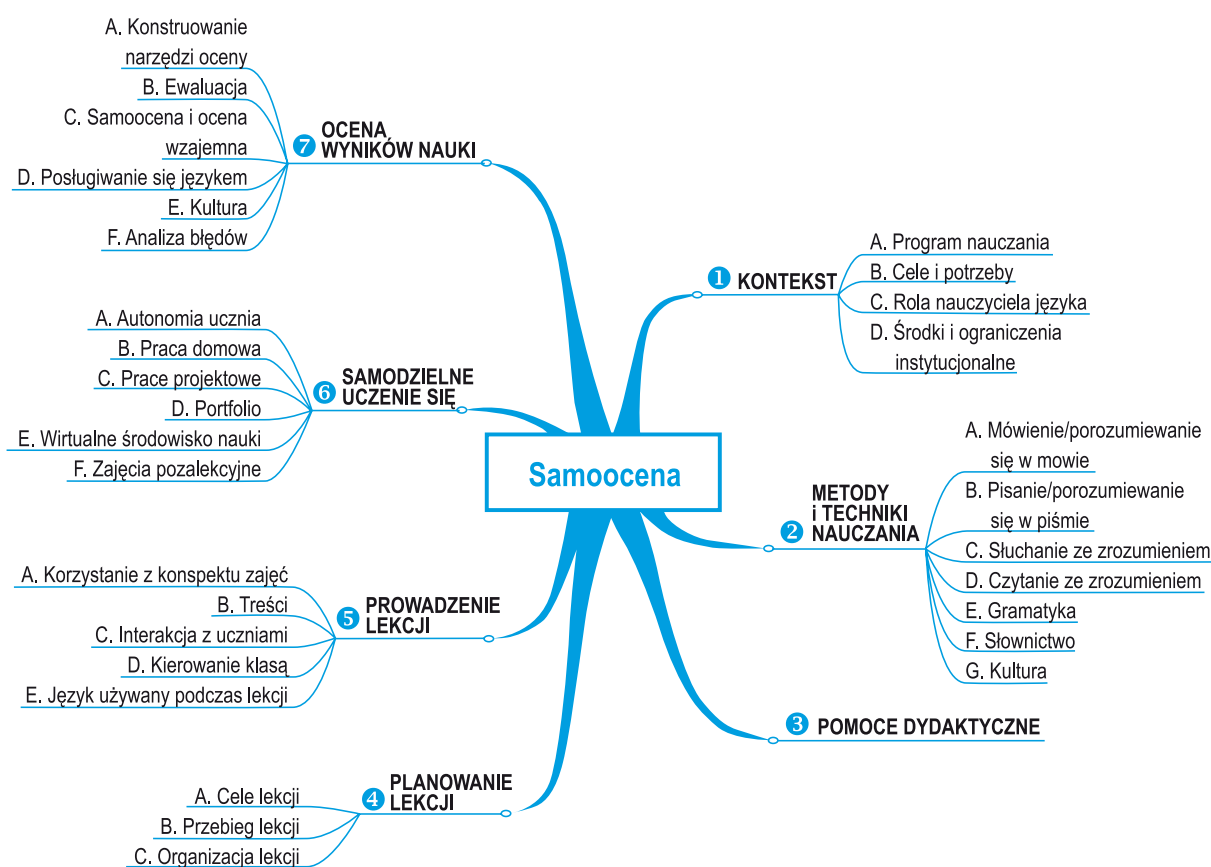 Samoocena
1 KONTEKST
A. Program nauczania
B. Cele i potrzeby
C. Rola nauczyciela języka
D. Środki i ograniczenia
instytucjonalne
2 METODY
i TECHNIKI
NAUCZANIA
A. Mówienie/porozumiewanie
się w mowie
B. Pisanie/porozumiewanie
się w piśmie
C. Słuchanie ze zrozumieniem
D. Czytanie ze zrozumieniem
E. Gramatyka
F. Słownictwo
G. Kultura
3 POMOCE DYDAKTYCZNE
4 PLANOWANIE
LEKCJI
A. Cele lekcji
B. Przebieg lekcji
C. Organizacja lekcji
5 PROWADZENIE
LEKCJI
A. Korzystanie z konspektu zajęć
B. Treści
C. Interakcja z uczniami
D. Kierowanie klasą
E. Język używany podczas lekcji
6 SAMODZIELNE
UCZENIE SIĘ
A. Autonomia ucznia
B. Praca domowa
C. Prace projektowe
D. Portfolio
E. Wirtualne środowisko nauki
F. Zajęcia pozalekcyjne
7 OCENA
WYNIKÓW NAUKI
A. Konstruowanie
narzędzi oceny
B. Ewaluacja
C. Samoocena i ocena
wzajemna
D. Posługiwanie się językem
E. Kultura
F. Analiza błędów